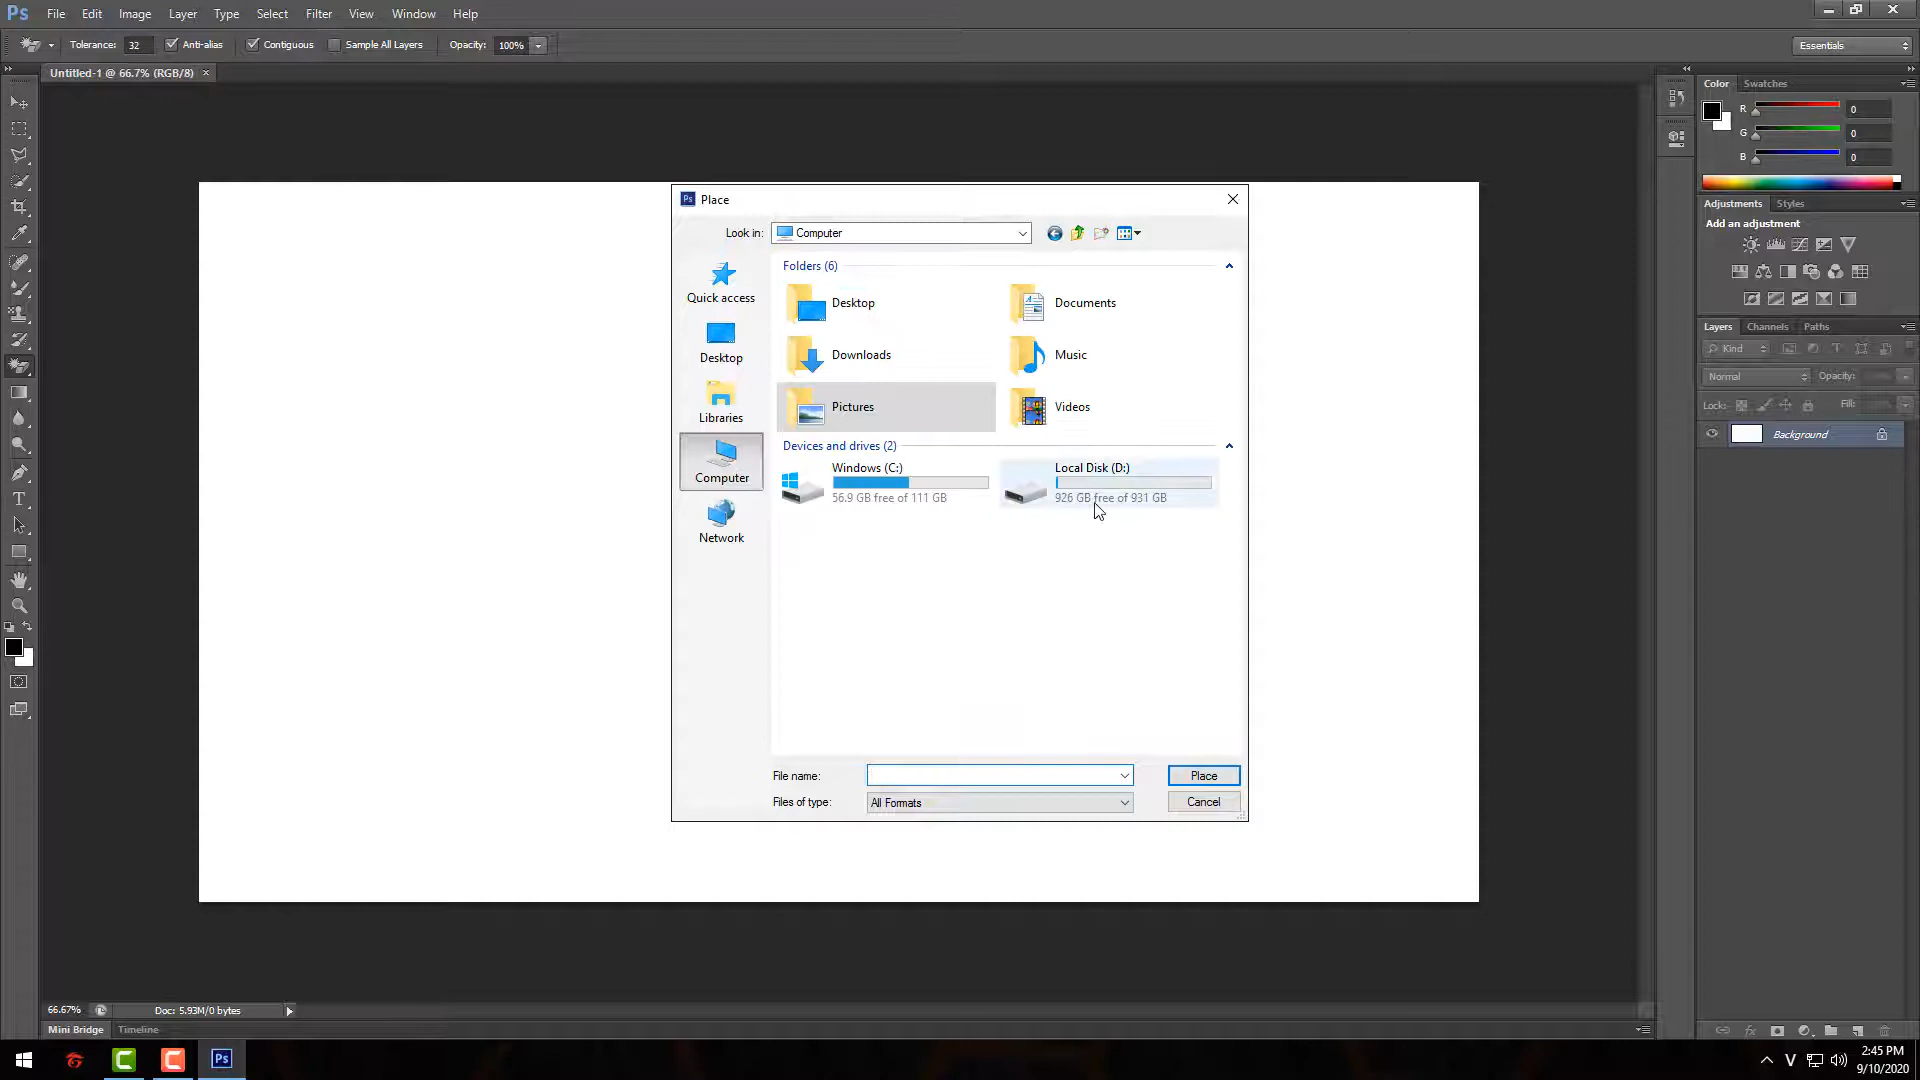 Ps File Edit Image Layer Type Select Filter View Window Help
Tolerance: 32 Anti-alias Contiguous Sample All Layers Opacity: 100% Essentials
Untitled-1 @ 66.7% (RGB/8) ×
Color Swatches
R 0
G 0
B 0
Adjustments Styles
Add an adjustment
Layers Channels Paths
Kind
Normal Opacity:
Lock: Fill:
Background
Ps Place
Look in: Computer
Quick access
Desktop
Libraries
Computer
Network
Folders (6)
Desktop Documents
Downloads Music
Pictures Videos
Devices and drives (2)
Windows (C:) Local Disk (D:)
56.9 GB free of 111 GB 926 GB free of 931 GB
File name: Place
Files of type: All Formats Cancel
66.67% Doc: 5.93M/0 bytes
Mini Bridge Timeline
Ps V 2:45 PM
9/10/2020